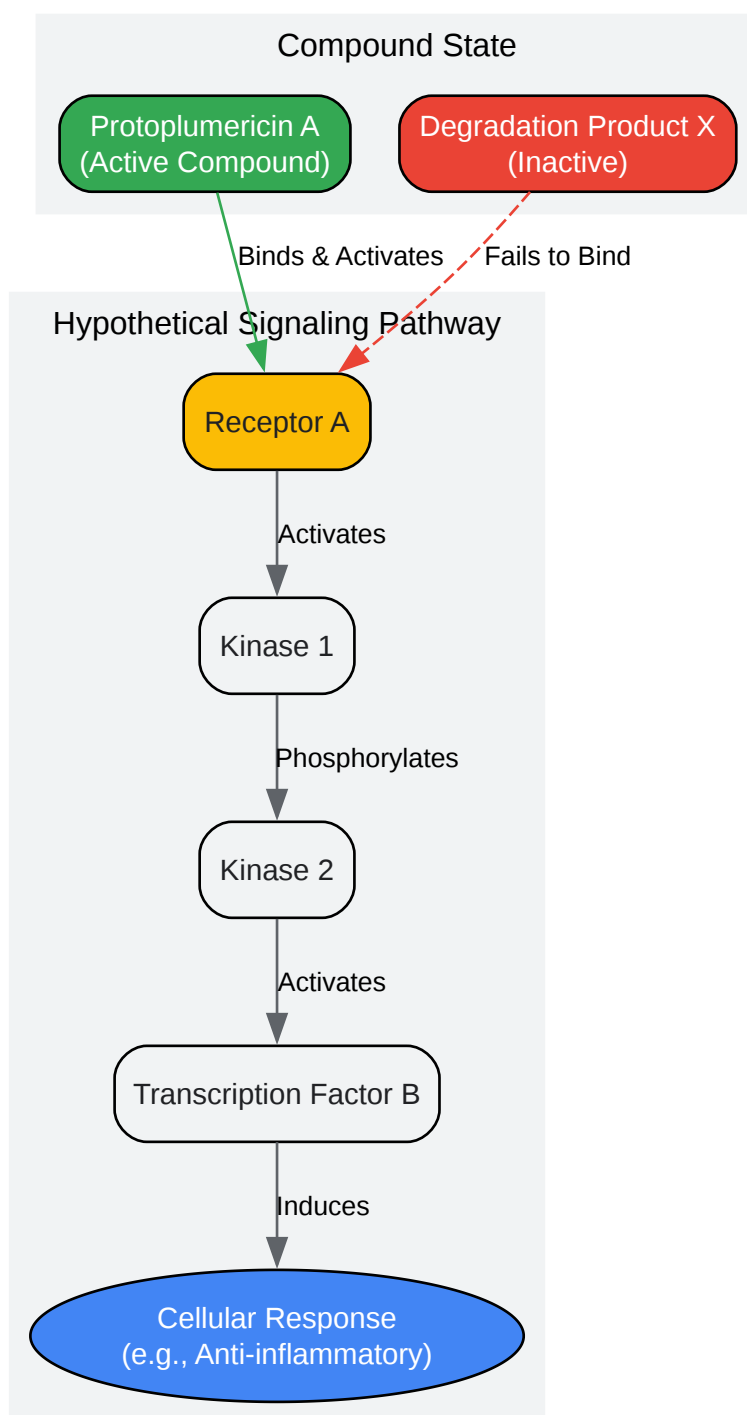 Compound State
Protoplumericin A
(Active Compound)
Degradation Product X
(Inactive)
Binds & Activates
Fails to Bind
Hypothetical Signaling Pathway
Receptor A
Activates
Kinase 1
Phosphorylates
Kinase 2
Activates
Transcription Factor B
Induces
Cellular Response
(e.g., Anti-inflammatory)